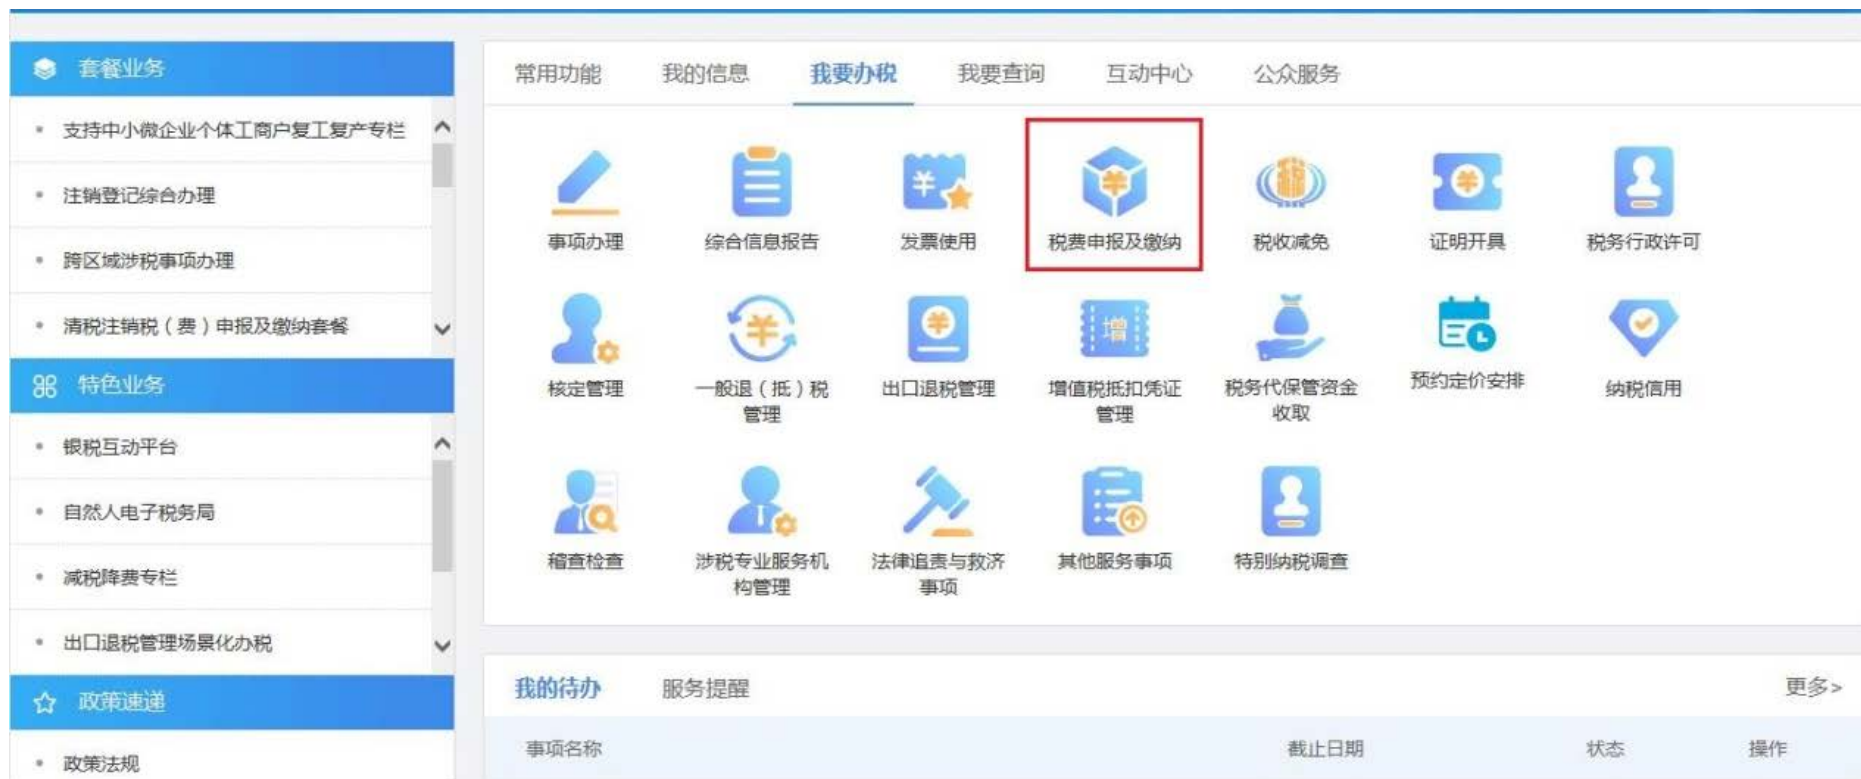 套餐业务
支持中小微企业个体工商户复工复产专栏
注销登记综合办理
跨区域涉税事项办理
清税注销税（费）申报及缴纳套餐
特色业务
银税互动平台
自然人电子税务局
减税降费专栏
出口退税管理场景化办税
政策速递
政策法规
常用功能 我的信息 我要办税 我要查询 互动中心 公众服务
事项办理 综合信息报告 发票使用 税费申报及缴纳 税收减免 证明开具 税务行政许可
核定管理 一般退（抵）税 出口退税管理 增值税抵扣凭证 税务代保管资金 预约定价安排 纳税信用
管理 管理 收取
稽查检查 涉税专业服务机 法律追责与救济 其他服务事项 特别纳税调查
构管理 事项
我的待办 服务提醒 更多>
事项名称 截止日期 状态 操作